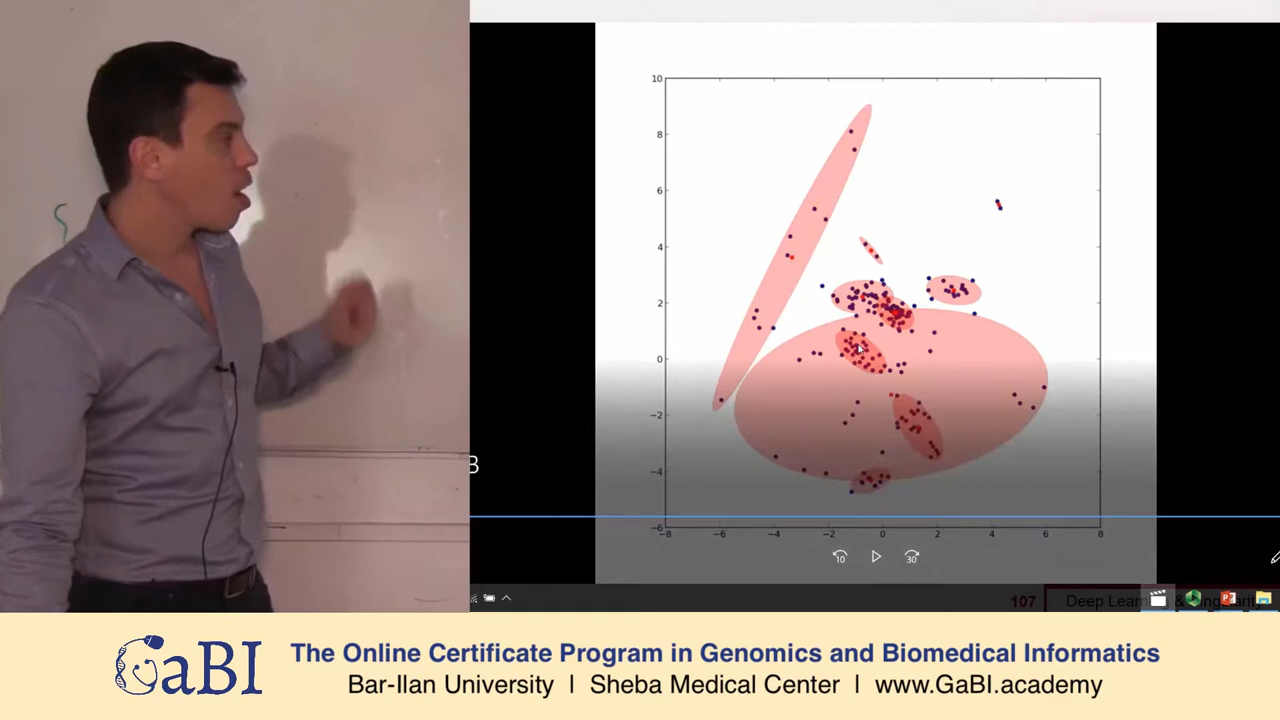 10
8
6
4
2
0
−2
−4
−6
−8 −6 −4 −2 0 2 4 6 8
10 30
107
GaBI
The Online Certificate Program in Genomics and Biomedical Informatics
Bar-Ilan University | Sheba Medical Center | www.GaBI.academy